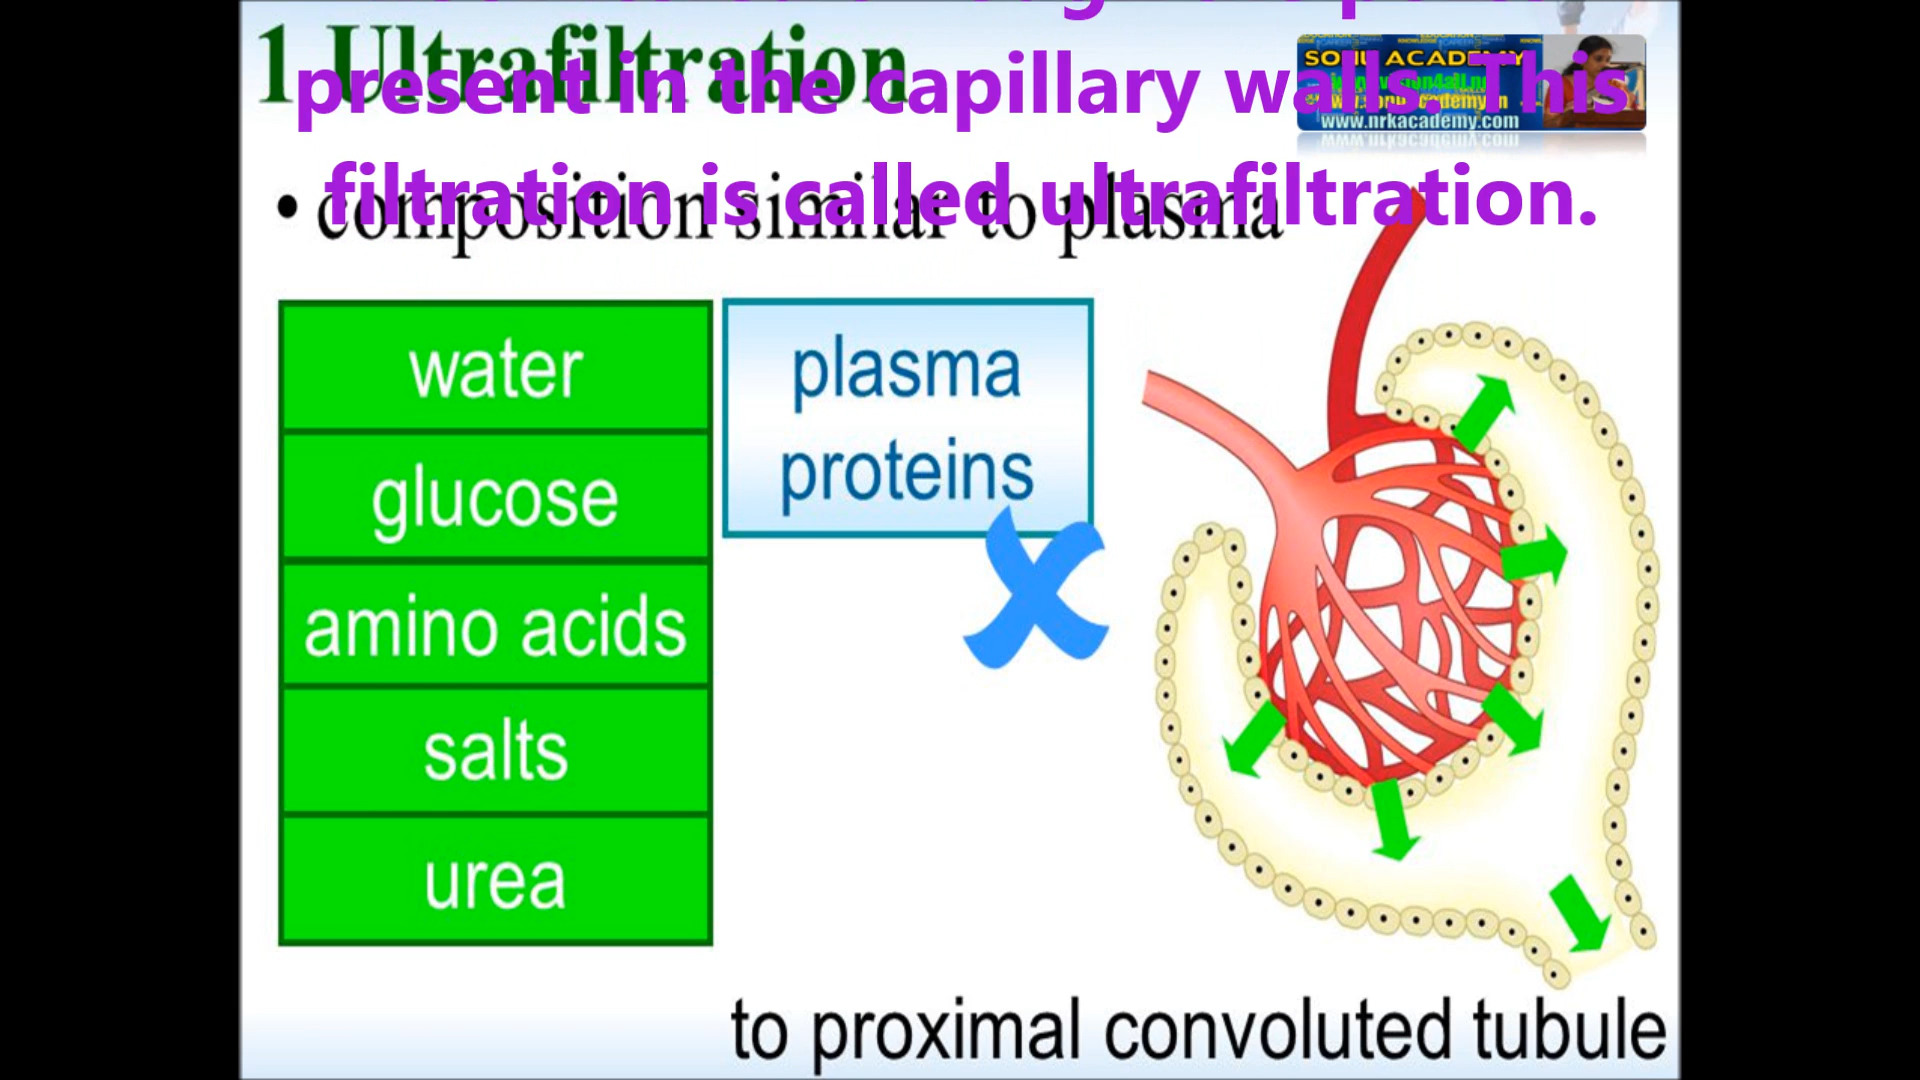 1 Ultrafiltration
present in the capillary walls. This
filtration is called ultrafiltration.
• composition similar to plasma
SONU ACADEMY
www.nrkacademy.com
water
glucose
amino acids
salts
urea
plasma
proteins
to proximal convoluted tubule